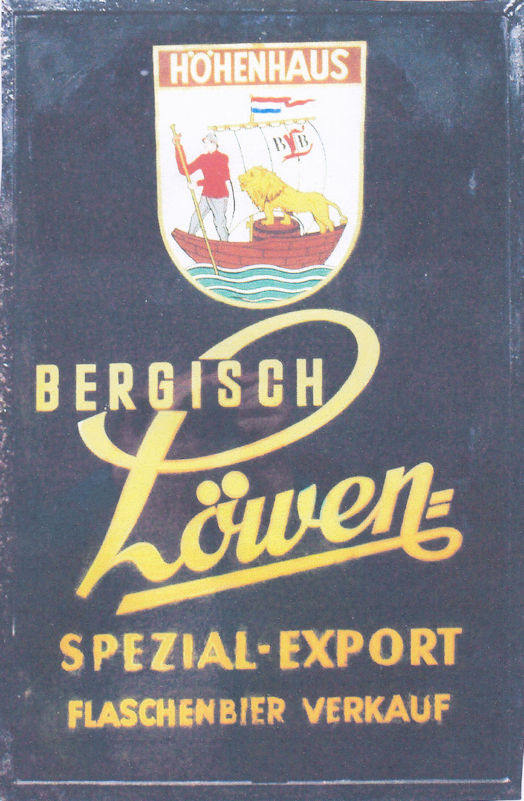 HÖHENHAUS
B L B
BERGISCH
Löwen=
SPEZIAL-EXPORT
FLASCHENBIER VERKAUF